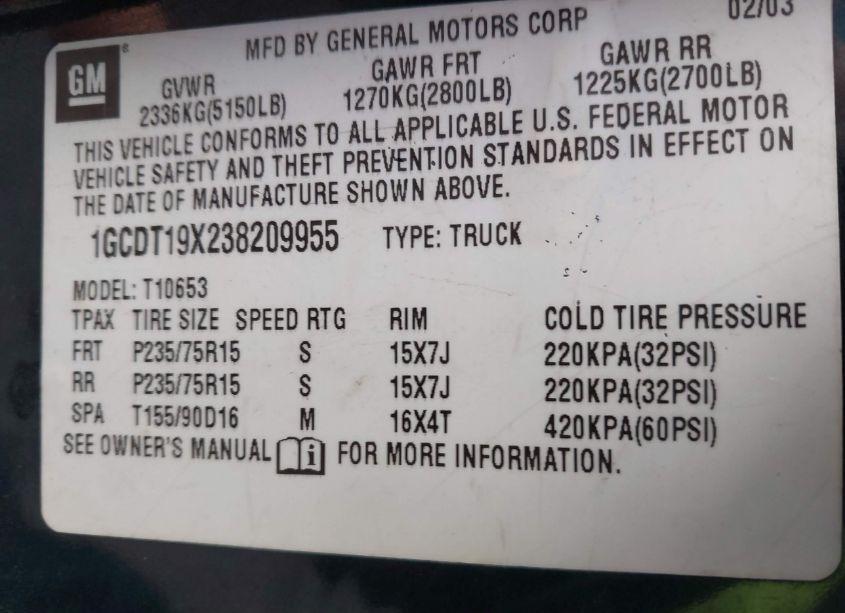 02/03
GM
MFD BY GENERAL MOTORS CORP
GVWR GAWR FRT GAWR RR
2336KG(5150LB) 1270KG(2800LB) 1225KG(2700LB)
THIS VEHICLE CONFORMS TO ALL APPLICABLE U.S. FEDERAL MOTOR
VEHICLE SAFETY AND THEFT PREVENTION STANDARDS IN EFFECT ON
THE DATE OF MANUFACTURE SHOWN ABOVE.
1GCDT19X238209955 TYPE: TRUCK
MODEL: T10653
TPAX TIRE SIZE SPEED RTG RIM COLD TIRE PRESSURE
FRT P235/75R15 S 15X7J 220KPA(32PSI)
RR P235/75R15 S 15X7J 220KPA(32PSI)
SPA T155/90D16 M 16X4T 420KPA(60PSI)
SEE OWNER'S MANUAL i FOR MORE INFORMATION.